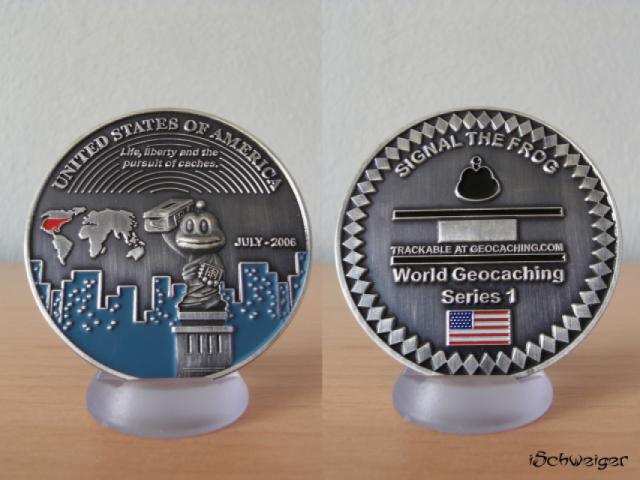 UNITED STATES OF AMERICA
Life, liberty and the
pursuit of caches.
JULY - 2006
SIGNAL THE FROG
TRACKABLE AT GEOCACHING.COM
World Geocaching
Series 1
iSchweiger